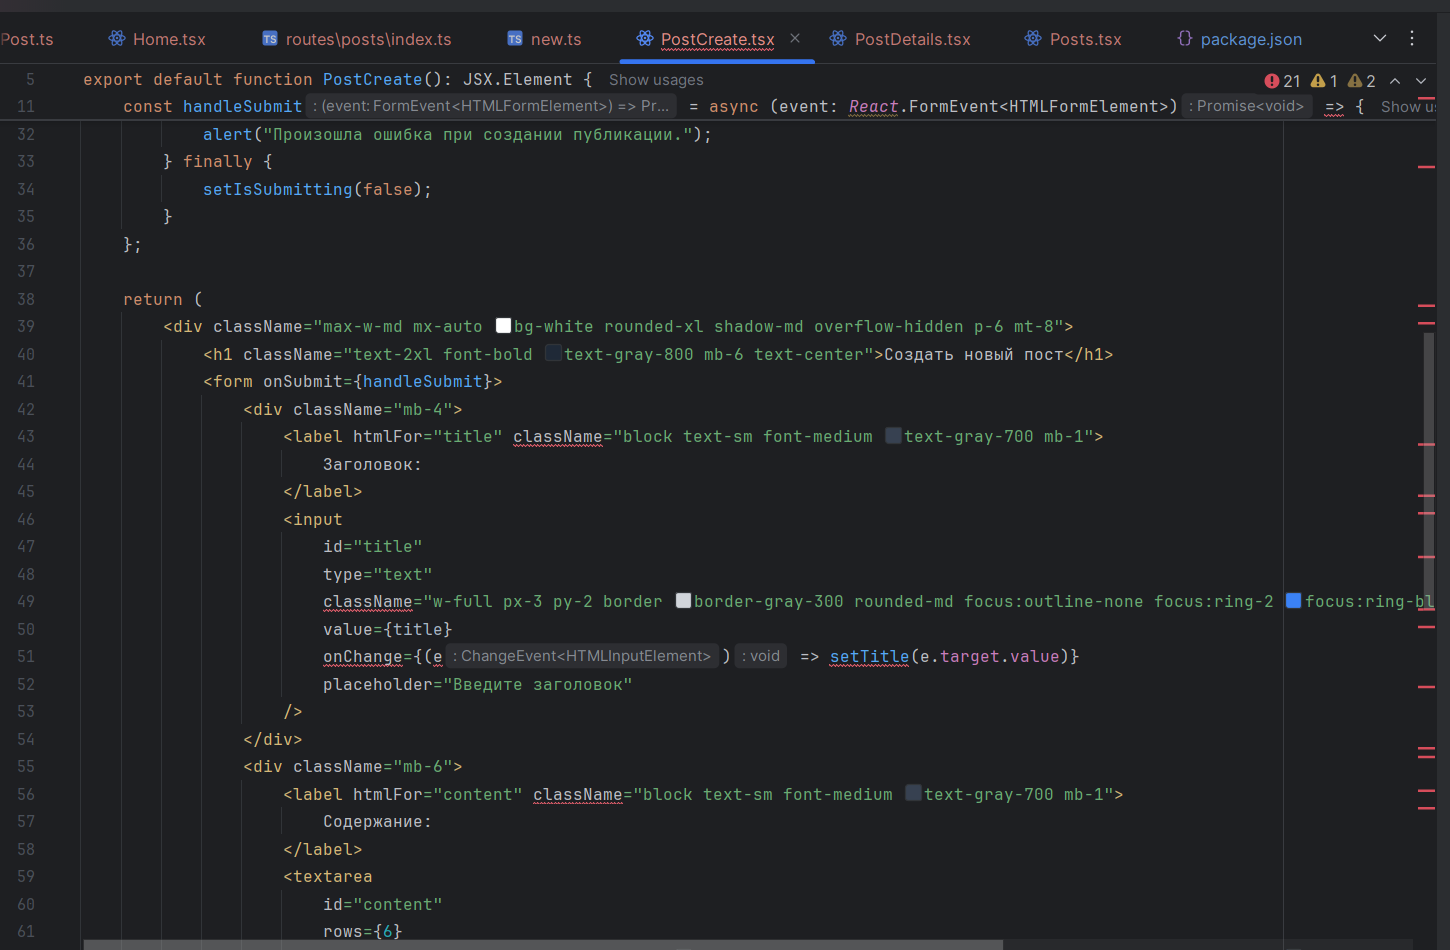 Post.ts Home.tsx routes\posts\index.ts new.ts PostCreate.tsx PostDetails.tsx Posts.tsx package.json
5 export default function PostCreate(): JSX.Element { Show usages 21 1 2
11 const handleSubmit : (event: FormEvent<HTMLFormElement>) => Pr... = async (event: React.FormEvent<HTMLFormElement>) : Promise<void> => { Show us
32 alert("Произошла ошибка при создании публикации.");
33 } finally {
34 setIsSubmitting(false);
35 }
36 };
37
38 return (
39 <div className="max-w-md mx-auto bg-white rounded-xl shadow-md overflow-hidden p-6 mt-8">
40 <h1 className="text-2xl font-bold text-gray-800 mb-6 text-center">Создать новый пост</h1>
41 <form onSubmit={handleSubmit}>
42 <div className="mb-4">
43 <label htmlFor="title" className="block text-sm font-medium text-gray-700 mb-1">
44 Заголовок:
45 </label>
46 <input
47 id="title"
48 type="text"
49 className="w-full px-3 py-2 border border-gray-300 rounded-md focus:outline-none focus:ring-2 focus:ring-bl
50 value={title}
51 onChange={(e : ChangeEvent<HTMLInputElement> ) : void => setTitle(e.target.value)}
52 placeholder="Введите заголовок"
53 />
54 </div>
55 <div className="mb-6">
56 <label htmlFor="content" className="block text-sm font-medium text-gray-700 mb-1">
57 Содержание:
58 </label>
59 <textarea
60 id="content"
61 rows={6}